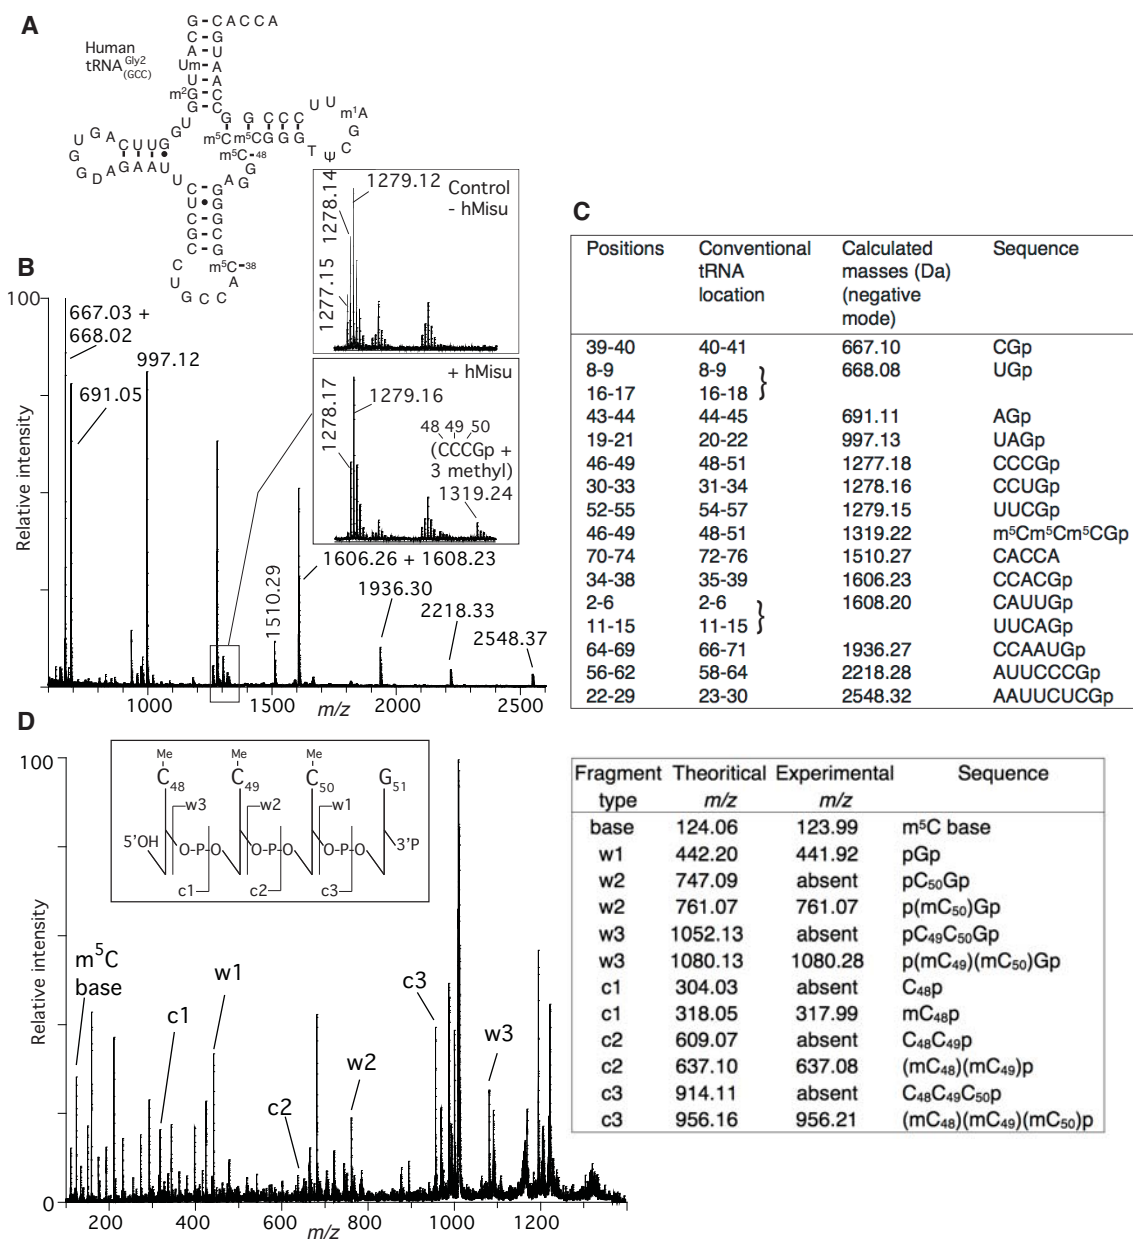 A
Human
tRNA Gly2
(GCC)
G-CACCA
C-G
G-U
A-A
Um-A
U-A
m²G-C
G-C
U
G
G
U U C A G
U
G
G
D A G A A U
U
C-G
U•G
C-G
G-C
C-G
C m⁵C-38
U A
G C C
A G G
m⁵C-48
m⁵C m⁵C G G G
G G C C C
U U m¹A
G
C
Ψ
T
B
100
0
Relative intensity
667.03 +
668.02
691.05
997.12
1510.29
1606.26 + 1608.23
1936.30
2218.33
2548.37
1000 1500 2000 2500
m/z
Control
- hMisu
1277.15
1278.14
1279.12
+ hMisu
1278.17
1279.16
48 49 50
(CCCGp +
3 methyl)
1319.24
C
Positions Conventional tRNA location Calculated masses (Da) (negative mode) Sequence
39-40 40-41 667.10 CGp
8-9 8-9 } 668.08 UGp
16-17 16-18
43-44 44-45 691.11 AGp
19-21 20-22 997.13 UAGp
46-49 48-51 1277.18 CCCGp
30-33 31-34 1278.16 CCUGp
52-55 54-57 1279.15 UUCGp
46-49 48-51 1319.22 m⁵Cm⁵Cm⁵CGp
70-74 72-76 1510.27 CACCA
34-38 35-39 1606.23 CCACGp
2-6 2-6 } 1608.20 CAUUGp
11-15 11-15 UUCAGp
64-69 66-71 1936.27 CCAAUGp
56-62 58-64 2218.28 AUUCCCGp
22-29 23-30 2548.32 AAUUCUCGp
D
100
0
Relative intensity
Me Me Me
C₄₈ C₄₉ C₅₀ G₅₁
w3 w2 w1
5'OH O-P-O O-P-O O-P-O 3'P
c1 c2 c3
m⁵C
base
c1
w1
c2
w2
c3
w3
200 400 600 800 1000 1200
m/z
Fragment type Theoritical m/z Experimental m/z Sequence
base 124.06 123.99 m⁵C base
w1 442.20 441.92 pGp
w2 747.09 absent pC₅₀Gp
w2 761.07 761.07 p(mC₅₀)Gp
w3 1052.13 absent pC₄₉C₅₀Gp
w3 1080.13 1080.28 p(mC₄₉)(mC₅₀)Gp
c1 304.03 absent C₄₈p
c1 318.05 317.99 mC₄₈p
c2 609.07 absent C₄₈C₄₉p
c2 637.10 637.08 (mC₄₈)(mC₄₉)p
c3 914.11 absent C₄₈C₄₉C₅₀p
c3 956.16 956.21 (mC₄₈)(mC₄₉)(mC₅₀)p